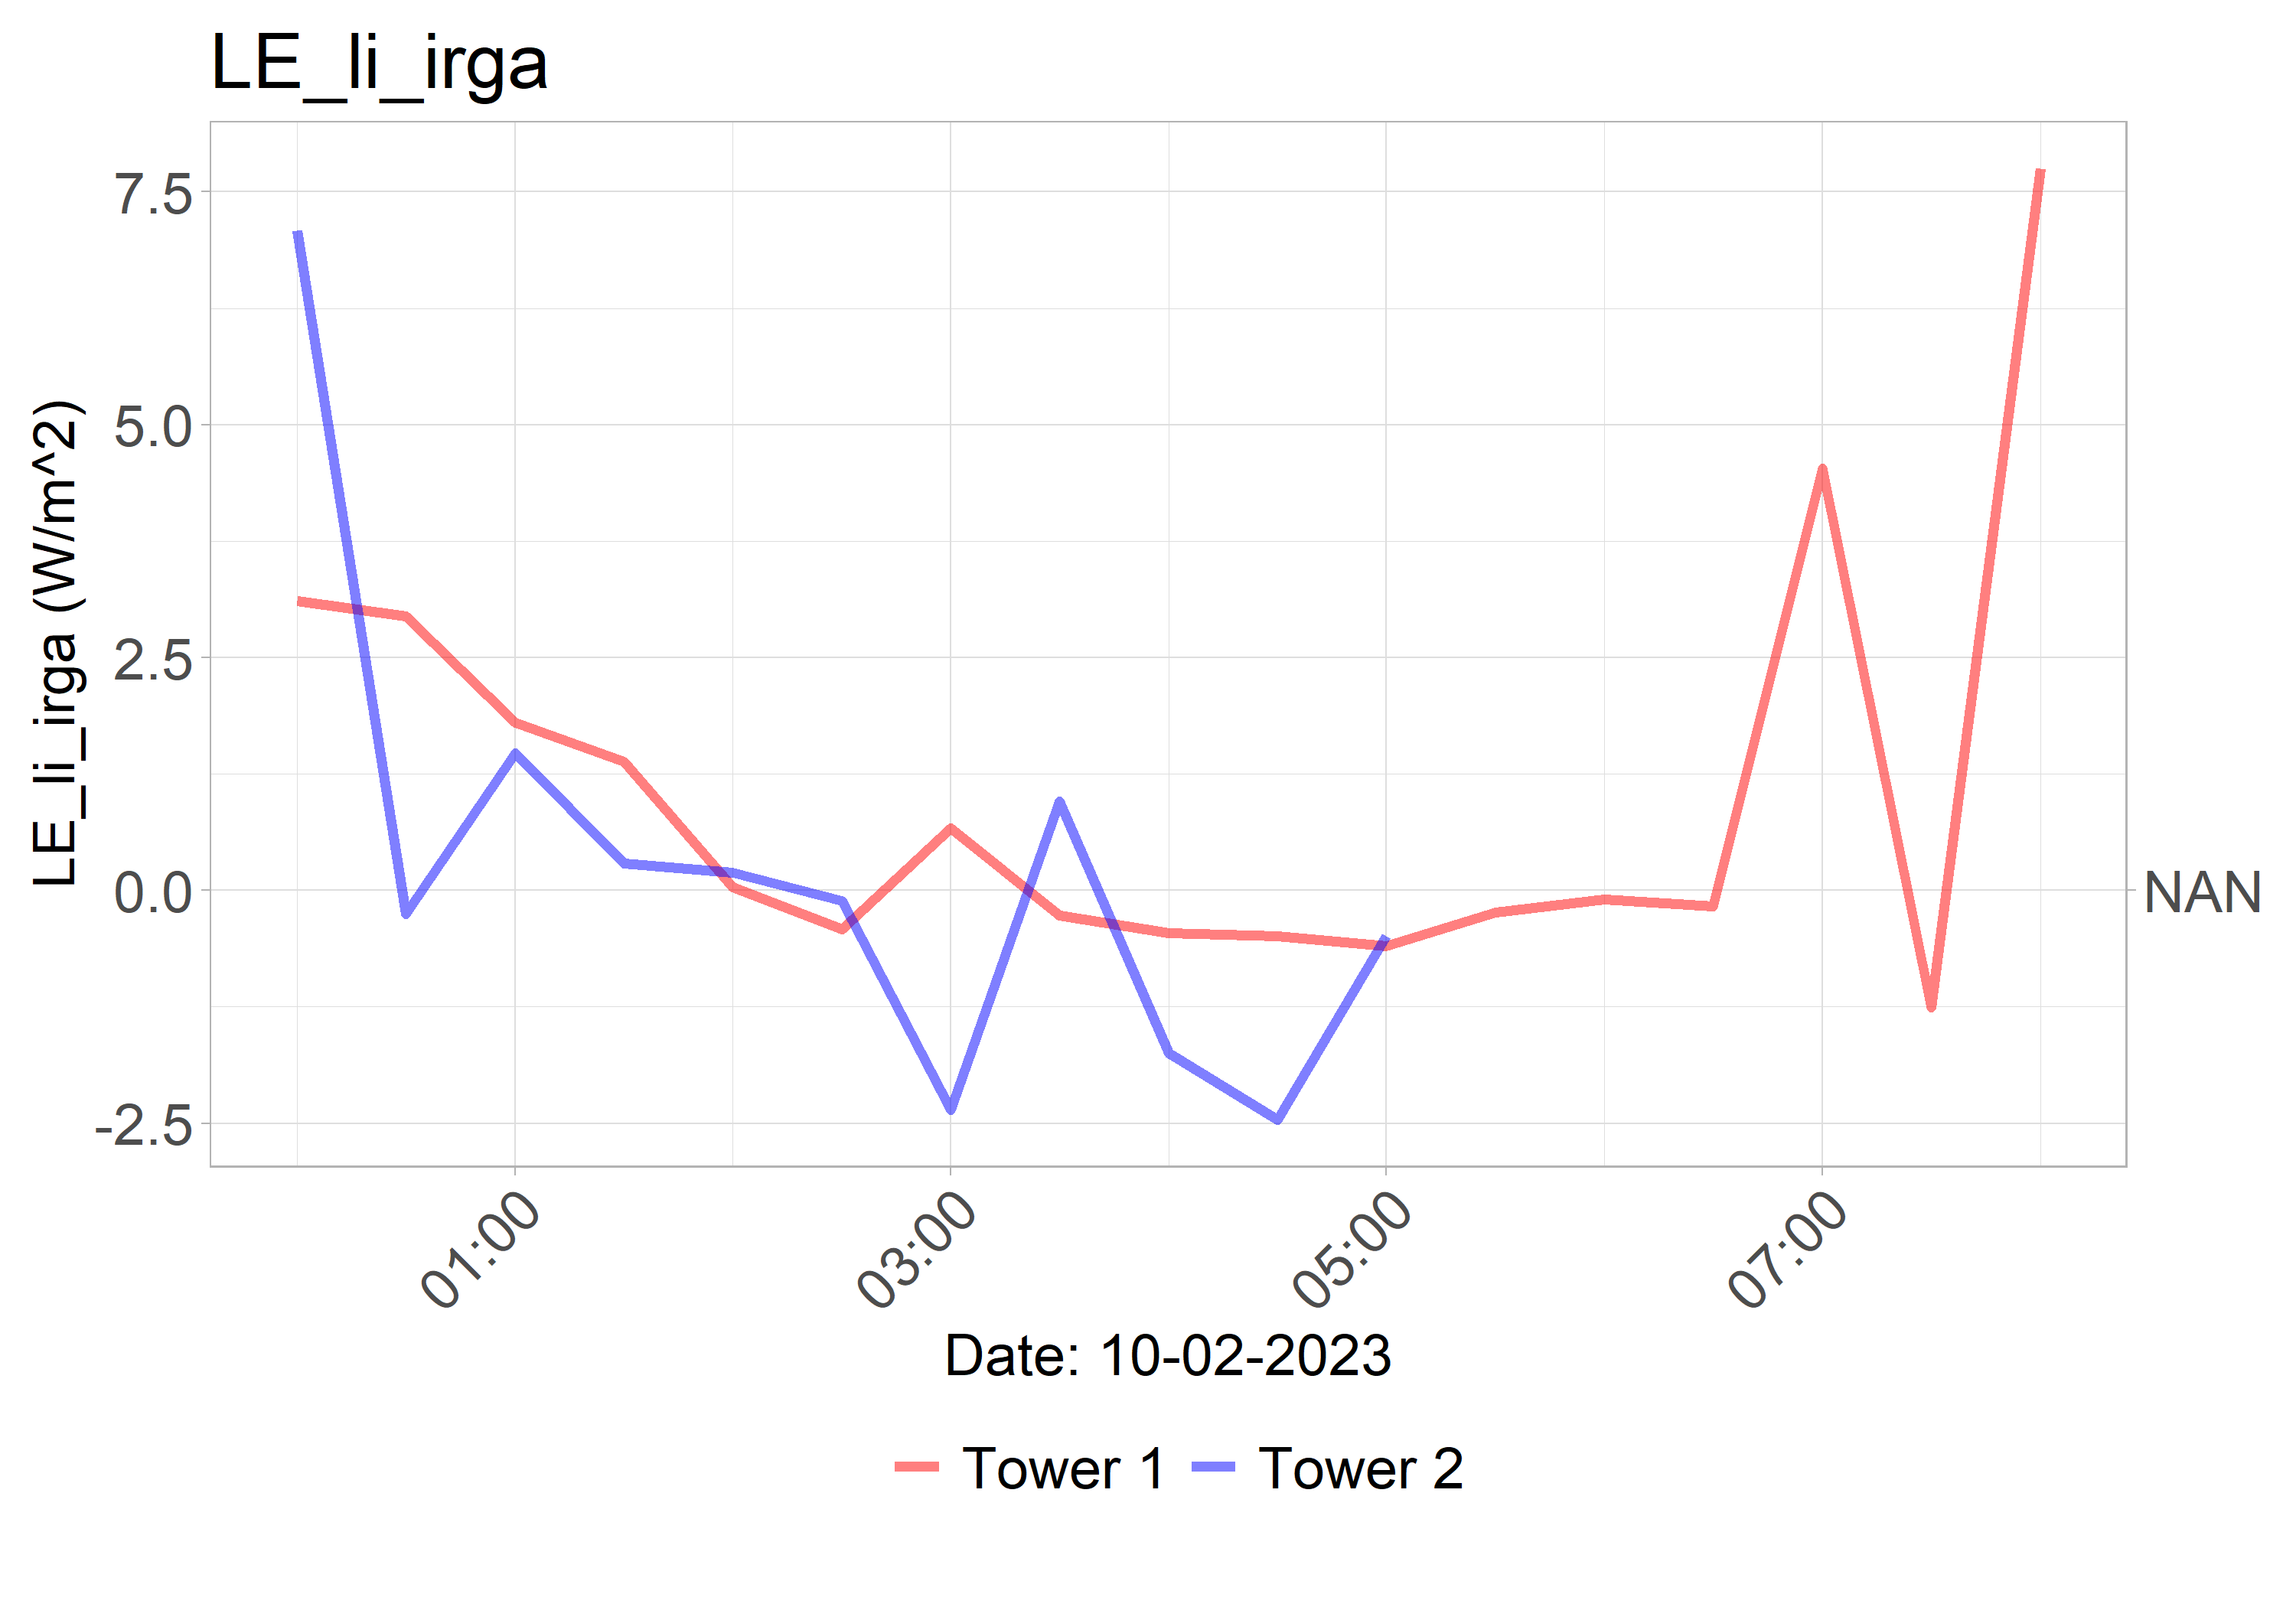 LE_li_irga
LE_li_irga (W/m^2)
7.5
5.0
2.5
0.0
-2.5
NAN
01:00
03:00
05:00
07:00
Date: 10-02-2023
Tower 1
Tower 2